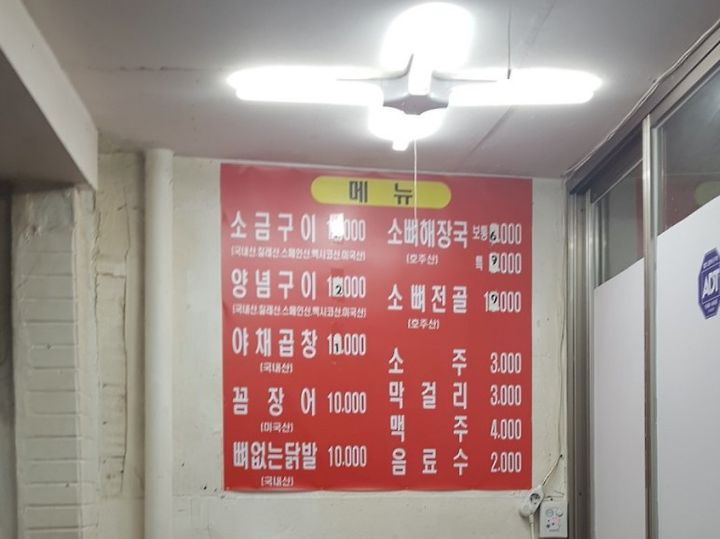 메뉴
소금구이
(국내산,칠레산,스페인산,멕시코산,미국산)
양념구이 12.000
(국내산,칠레산,스페인산,멕시코산,미국산)
야채곱창
(국내산)
꼼장어 10.000
(미국산)
뼈없는닭발 10.000
(국내산)
소뼈해장국 보통 6.000
(호주산)
특 9.000
소뼈전골
(호주산)
소주 3.000
막걸리 3.000
맥주 4.000
음료수 2.000
ADT